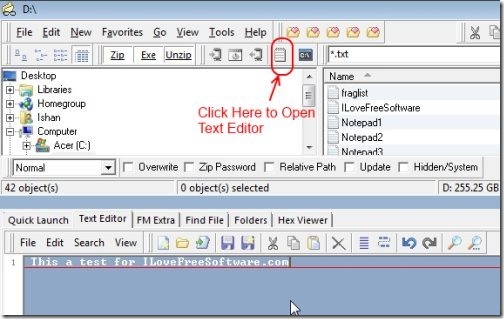 D:\
File Edit New Favorites Go View Tools Help
Zip Exe Unzip *.txt
Desktop
Libraries
Homegroup
Ishan
Computer
Acer (C:)
Click Here to Open
Text Editor
Name
fraglist
ILoveFreeSoftware
Notepad1
Notepad2
Notepad3
Normal Overwrite Zip Password Relative Path Update Hidden/System
42 object(s) 0 object(s) selected D: 255.25 GB
Quick Launch Text Editor FM Extra Find File Folders Hex Viewer
File Edit Search View
1 This a test for ILoveFreeSoftware.com